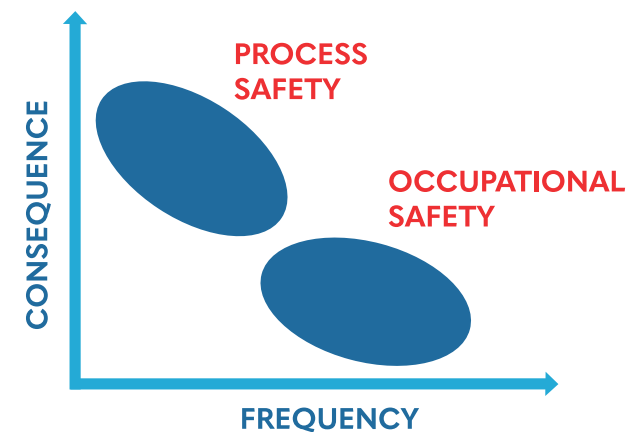 PROCESS
SAFETY
OCCUPATIONAL
SAFETY
CONSEQUENCE
FREQUENCY